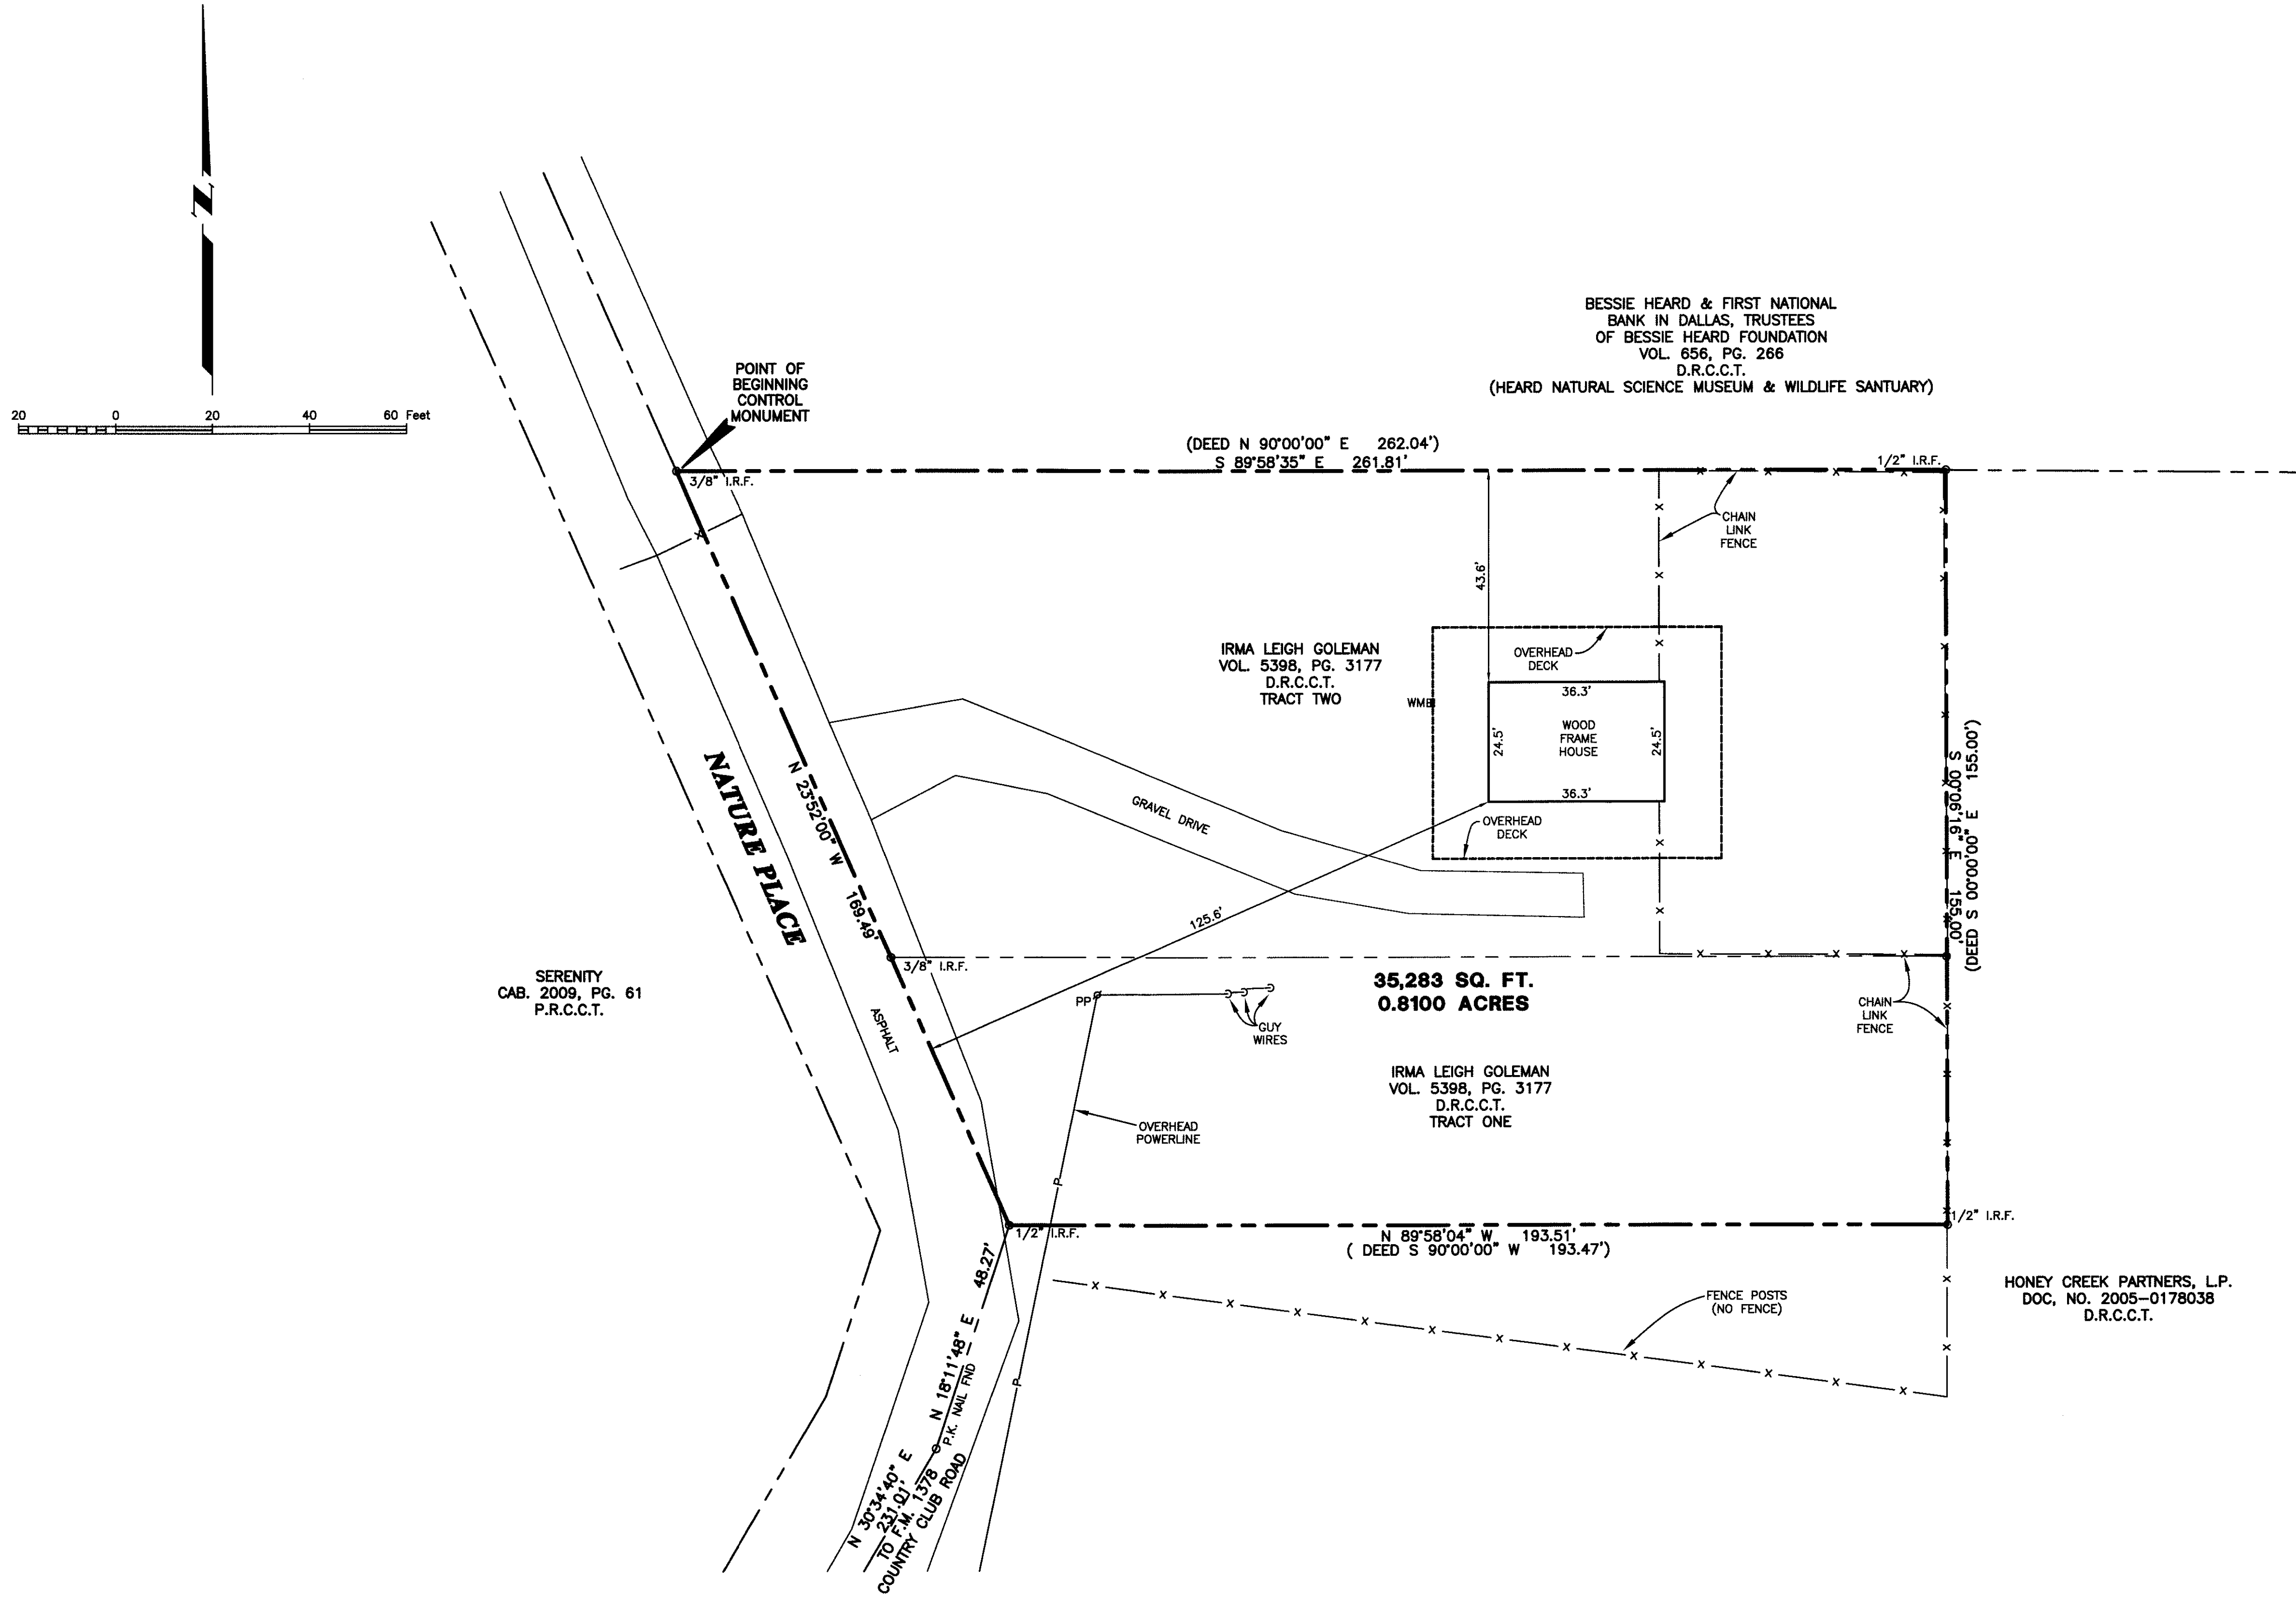 N
20 0 20 40 60 Feet
BESSIE HEARD & FIRST NATIONAL
BANK IN DALLAS, TRUSTEES
OF BESSIE HEARD FOUNDATION
VOL. 656, PG. 266
D.R.C.C.T.
(HEARD NATURAL SCIENCE MUSEUM & WILDLIFE SANTUARY)
POINT OF
BEGINNING
CONTROL
MONUMENT
(DEED N 90°00'00" E 262.04')
S 89°58'35" E 261.81'
1/2" I.R.F.
3/8" I.R.F.
CHAIN
LINK
FENCE
43.6'
IRMA LEIGH GOLEMAN
VOL. 5398, PG. 3177
D.R.C.C.T.
TRACT TWO
OVERHEAD
DECK
WMB
36.3'
24.5'
WOOD
FRAME
HOUSE
24.5'
36.3'
OVERHEAD
DECK
S 00°06'16" E 155.00'
(DEED S 00°00'00" E 155.00')
NATURE PLACE
N 23°52'00" W 169.49'
GRAVEL DRIVE
125.6'
3/8" I.R.F.
SERENITY
CAB. 2009, PG. 61
P.R.C.C.T.
35,283 SQ. FT.
0.8100 ACRES
PP
GUY
WIRES
CHAIN
LINK
FENCE
ASPHALT
IRMA LEIGH GOLEMAN
VOL. 5398, PG. 3177
D.R.C.C.T.
TRACT ONE
OVERHEAD
POWERLINE
P
1/2" I.R.F.
1/2" I.R.F.
N 89°58'04" W 193.51'
( DEED S 90°00'00" W 193.47')
N 18°11'48" E 48.27'
P.K. NAIL FND
FENCE POSTS
(NO FENCE)
HONEY CREEK PARTNERS, L.P.
DOC, NO. 2005-0178038
D.R.C.C.T.
P
N 30°34'40" E
231.01'
TO F.M. 1378
COUNTRY CLUB ROAD